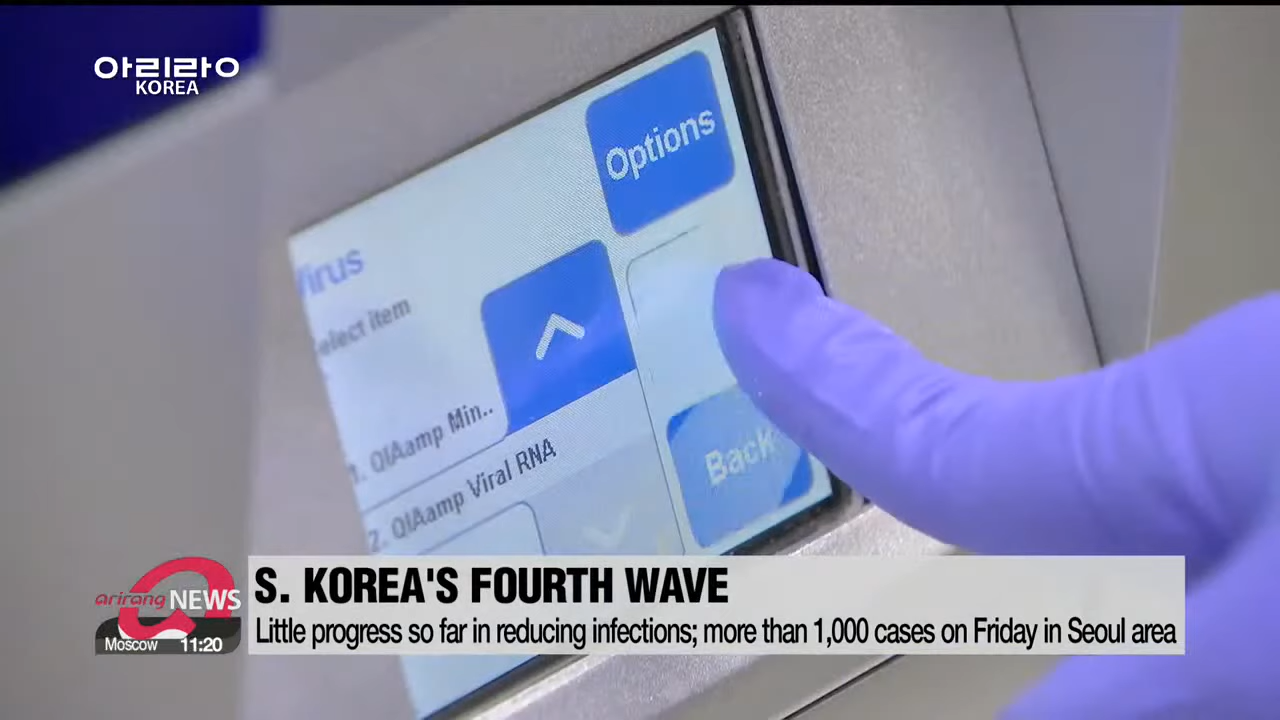 아리랑
KOREA
Options
Virus
elect item
1. QIAamp Min..
2. QIAamp Viral RNA
Back
arirang NEWS
Moscow 11:20
S. KOREA'S FOURTH WAVE
Little progress so far in reducing infections; more than 1,000 cases on Friday in Seoul area